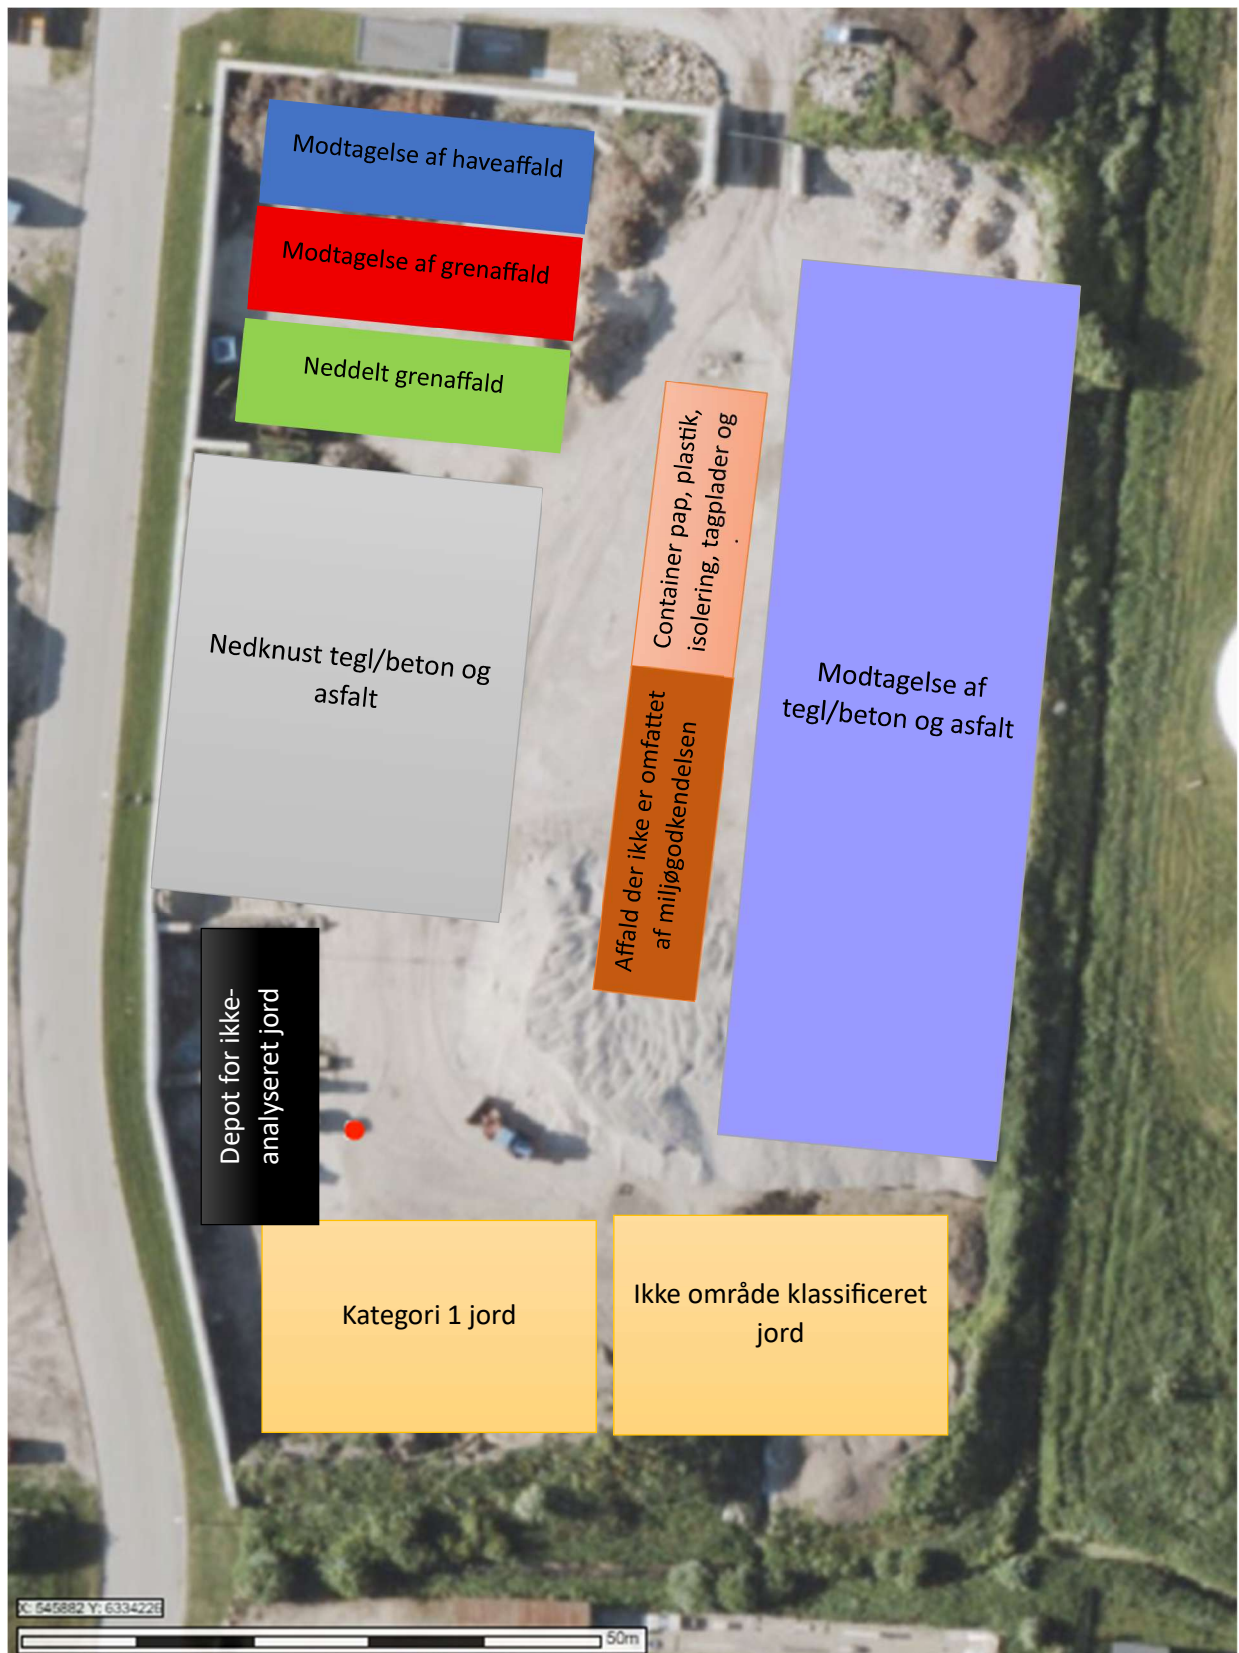 Modtagelse af haveaffald
Modtagelse af grenaffald
Neddelt grenaffald
Container pap, plastik,
isolering, tagplader og
Nedknust tegl/beton og
asfalt
Modtagelse af
tegl/beton og asfalt
Affald der ikke er omfattet
af miljøgodkendelsen
Depot for ikke-
analyseret jord
Kategori 1 jord
Ikke område klassificeret
jord
X: 545882 Y: 6334226
50m